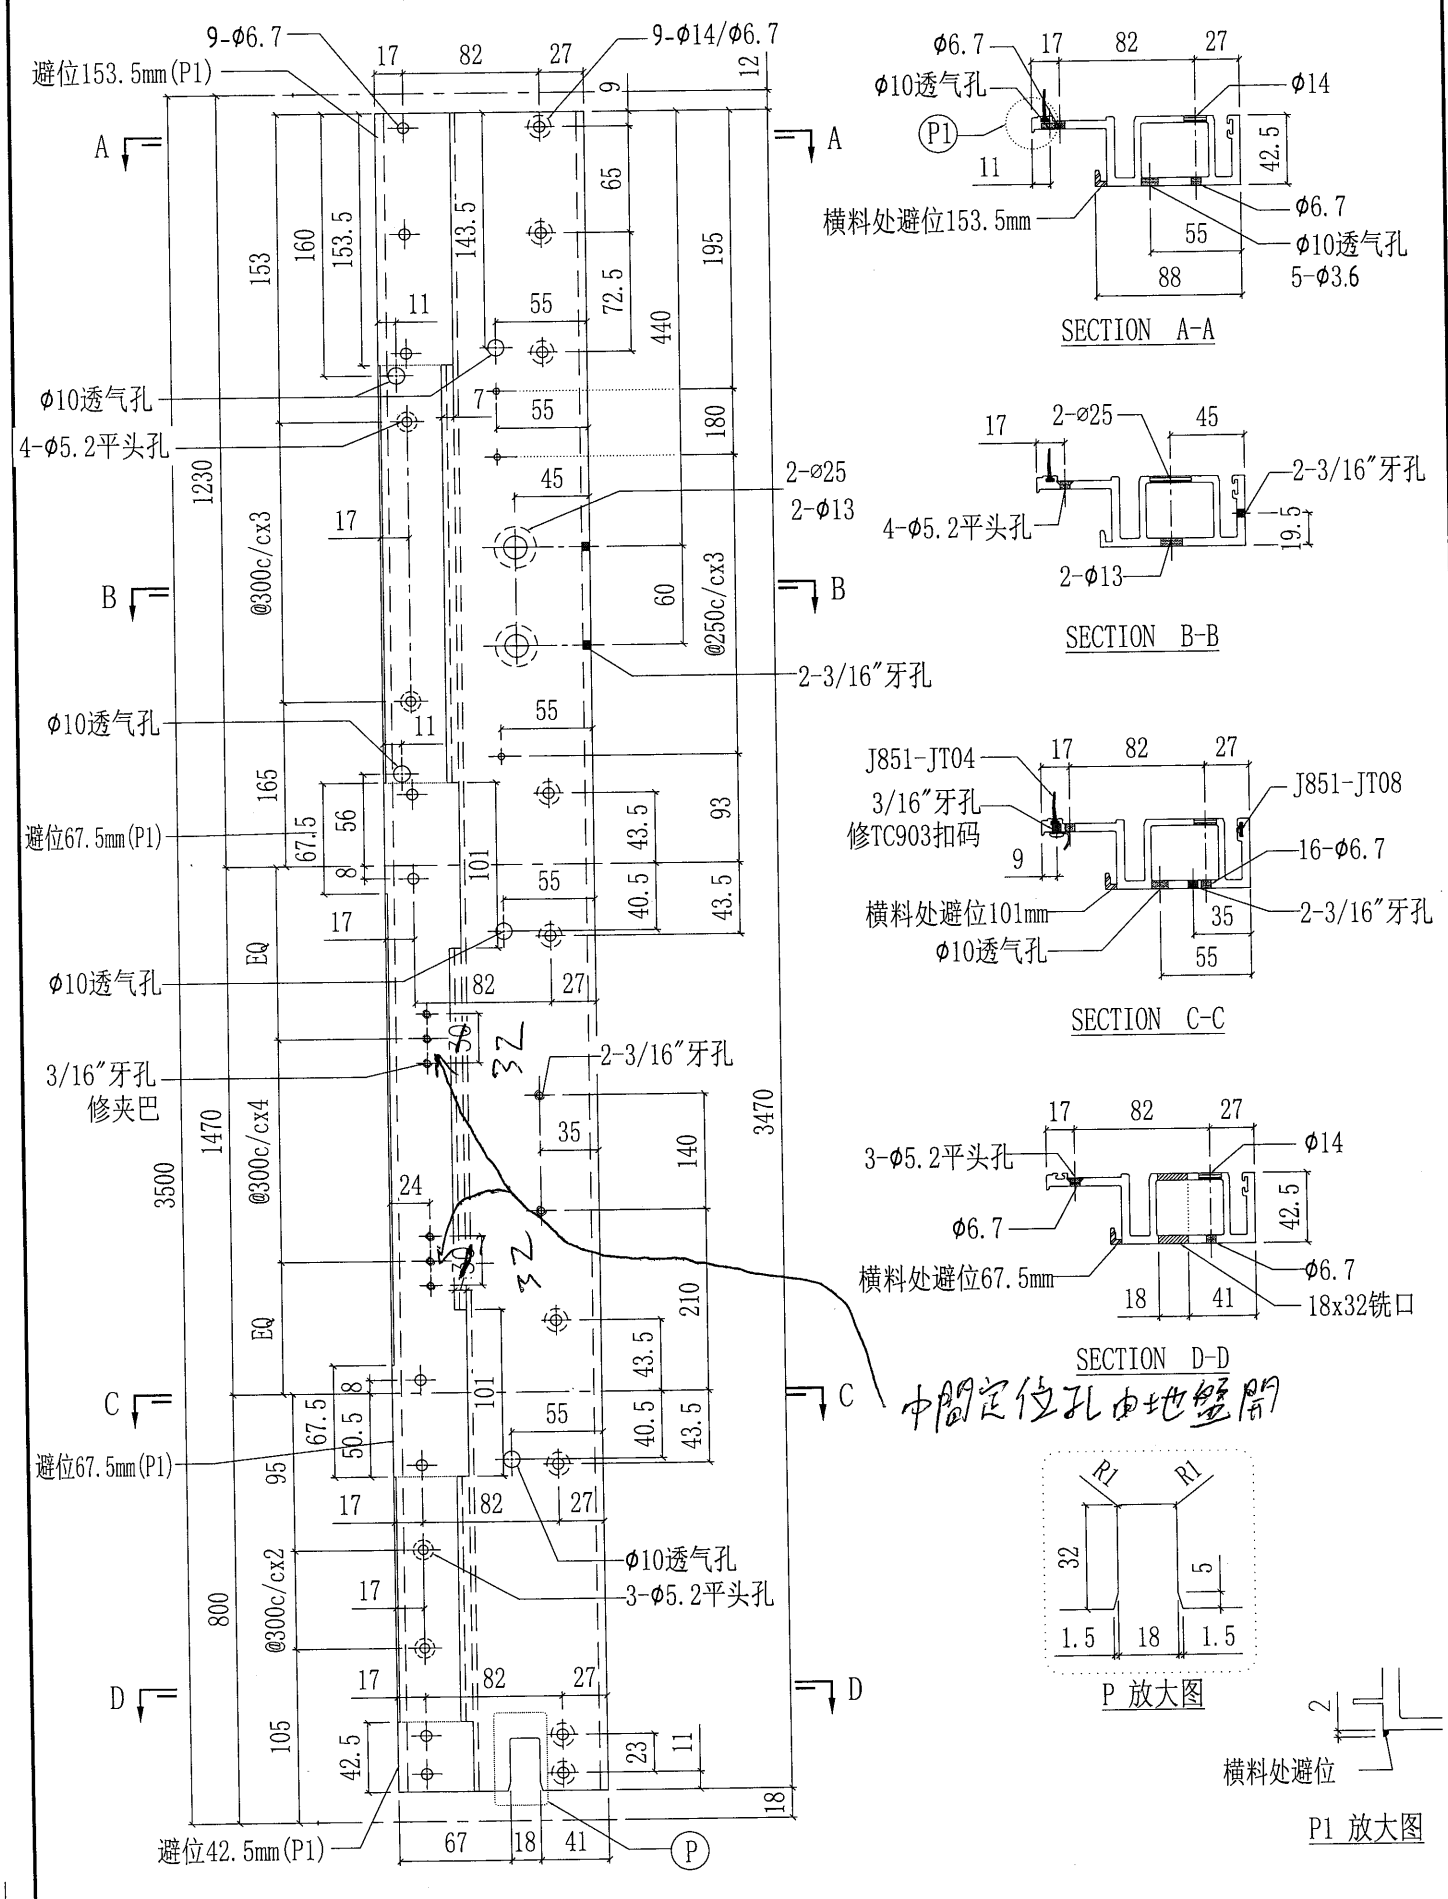 9-Φ6.7
避位153.5mm(P1)
17
82
27
9-Φ14/Φ6.7
9
12
A
A
153
160
153.5
143.5
65
195
11
55
72.5
440
Φ10透气孔
4-Φ5.2平头孔
7
55
180
1230
17
45
2-⌀25
2-Φ13
@300c/cx3
B
B
60
@250c/cx3
2-3/16"牙孔
Φ10透气孔
11
55
165
56
67.5
避位67.5mm(P1)
8
101
43.5
93
55
40.5
43.5
17
EQ
Φ10透气孔
82
27
30
32
3/16"牙孔
修夹巴
2-3/16"牙孔
1470
3500
@300c/cx4
35
140
3470
24
30
32
210
EQ
43.5
C
C
67.5
8
50.5
101
55
40.5
43.5
避位67.5mm(P1)
95
17
82
27
Φ10透气孔
3-Φ5.2平头孔
@300c/cx2
800
17
D
D
17
82
27
105
42.5
23
11
18
避位42.5mm(P1)
67
18
41
P
Φ6.7
17
82
27
Φ10透气孔
Φ14
P1
42.5
11
Φ6.7
横料处避位153.5mm
55
Φ10透气孔
5-Φ3.6
88
SECTION A-A
2-⌀25
17
45
2-3/16"牙孔
4-Φ5.2平头孔
19.5
2-Φ13
SECTION B-B
J851-JT04
17
82
27
J851-JT08
3/16"牙孔
修TC903扣码
16-Φ6.7
9
横料处避位101mm
35
2-3/16"牙孔
Φ10透气孔
55
SECTION C-C
17
82
27
3-Φ5.2平头孔
Φ14
42.5
Φ6.7
Φ6.7
横料处避位67.5mm
18
41
18x32铣口
SECTION D-D
中間定位孔由地盤開
R1
R1
32
5
1.5
18
1.5
P 放大图
2
横料处避位
P1 放大图